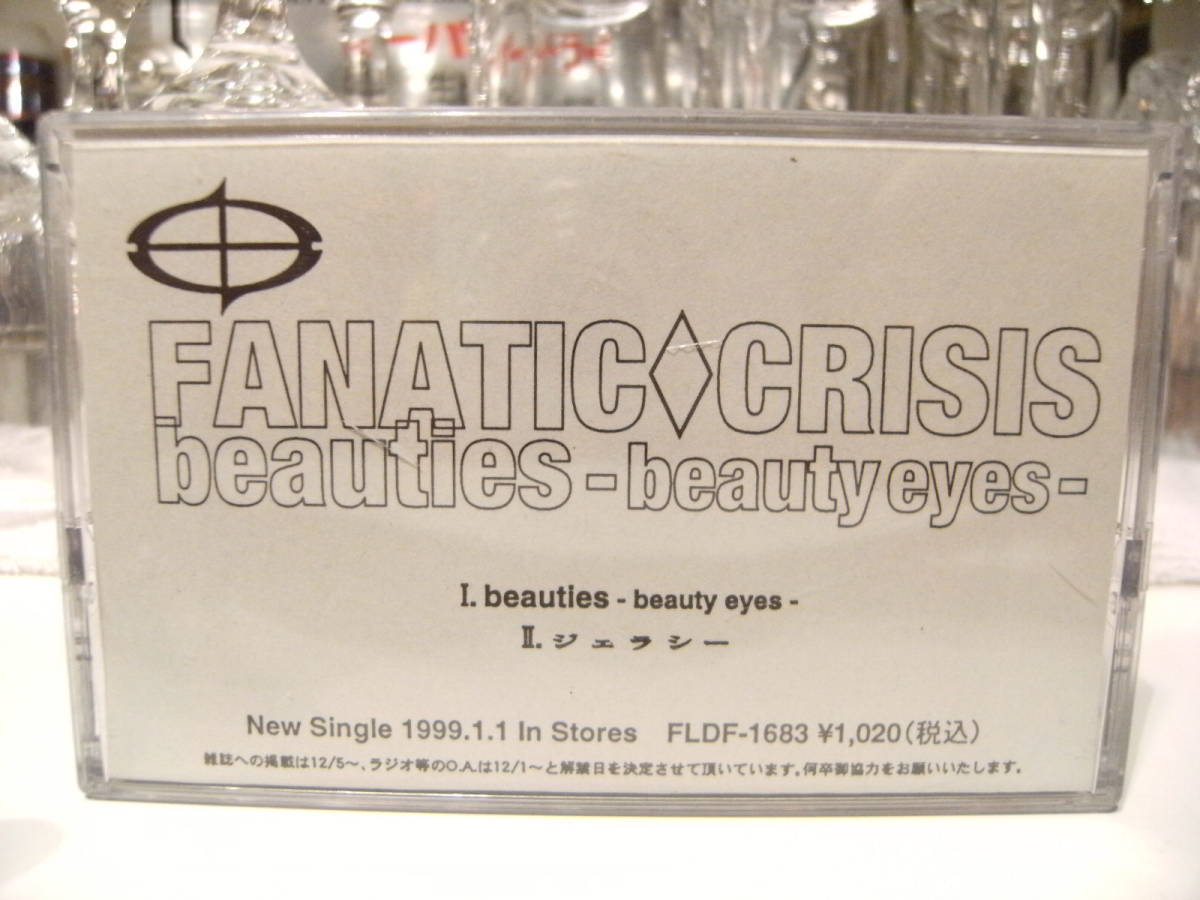 FANATIC◇CRISIS
beauties - beauty eyes -
I. beauties - beauty eyes -
II. ジェラシー
New Single 1999.1.1 In Stores FLDF-1683 ¥1,020(税込)
雑誌への掲載は12/5〜、ラジオ等のO.A.は12/1〜と解禁日を決定させて頂いています。何卒御協力をお願いいたします。